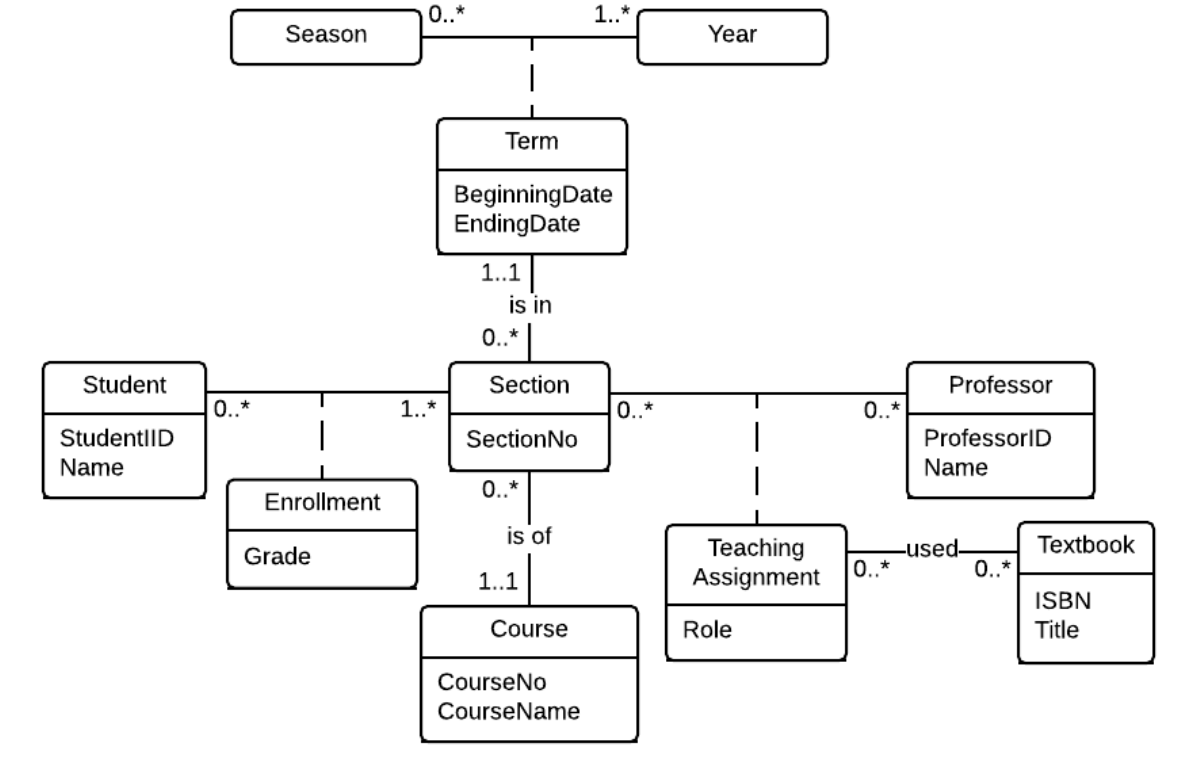 Season
0..*
1..*
Year
Term
BeginningDate
EndingDate
1..1
is in
0..*
Student
StudentIID
Name
0..*
1..*
Section
SectionNo
0..*
0..*
Professor
ProfessorID
Name
Enrollment
Grade
0..*
is of
1..1
Course
CourseNo
CourseName
Teaching
Assignment
Role
0..*
used
0..*
Textbook
ISBN
Title